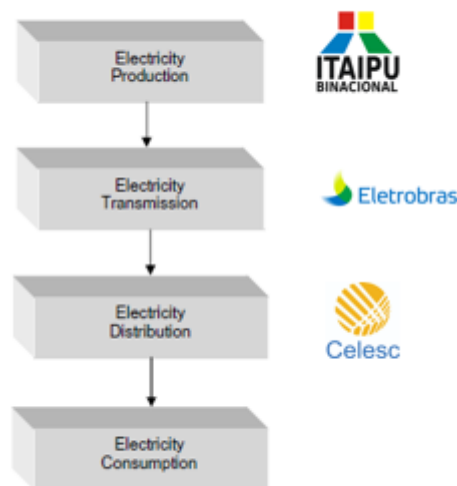 Electricity
Production
ITAIPU
BINACIONAL
Electricity
Transmission
Eletrobras
Electricity
Distribution
Celesc
Electricity
Consumption